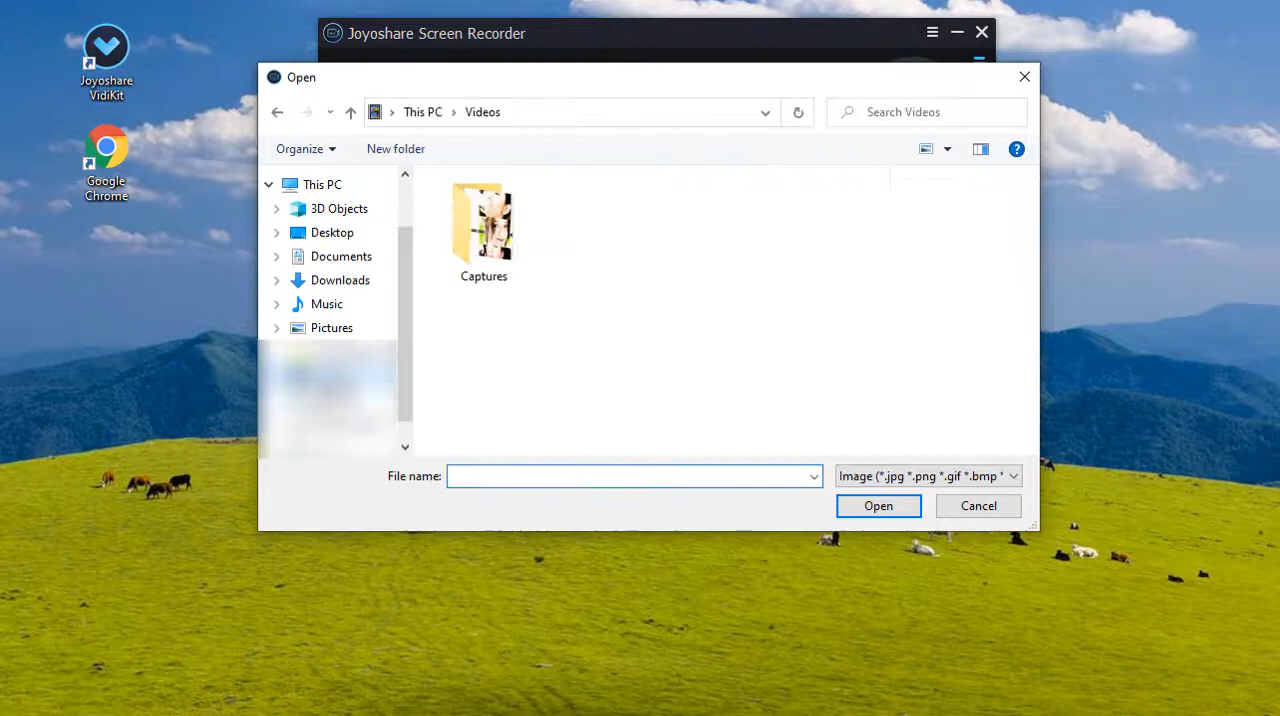 Joyoshare Screen Recorder
Joyoshare
VidiKit
Google
Chrome
Open
This PC
Videos
Search Videos
Organize
New folder
This PC
3D Objects
Desktop
Documents
Downloads
Music
Pictures
Captures
File name:
Image (*.jpg *.png *.gif *.bmp *
Open
Cancel